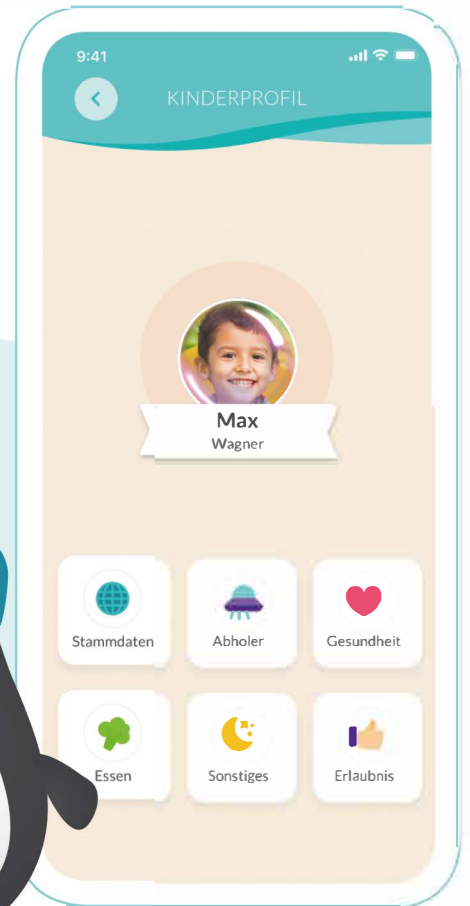 9:41
KINDERPROFIL
Max
Wagner
Stammdaten
Abholer
Gesundheit
Essen
Sonstiges
Erlaubnis